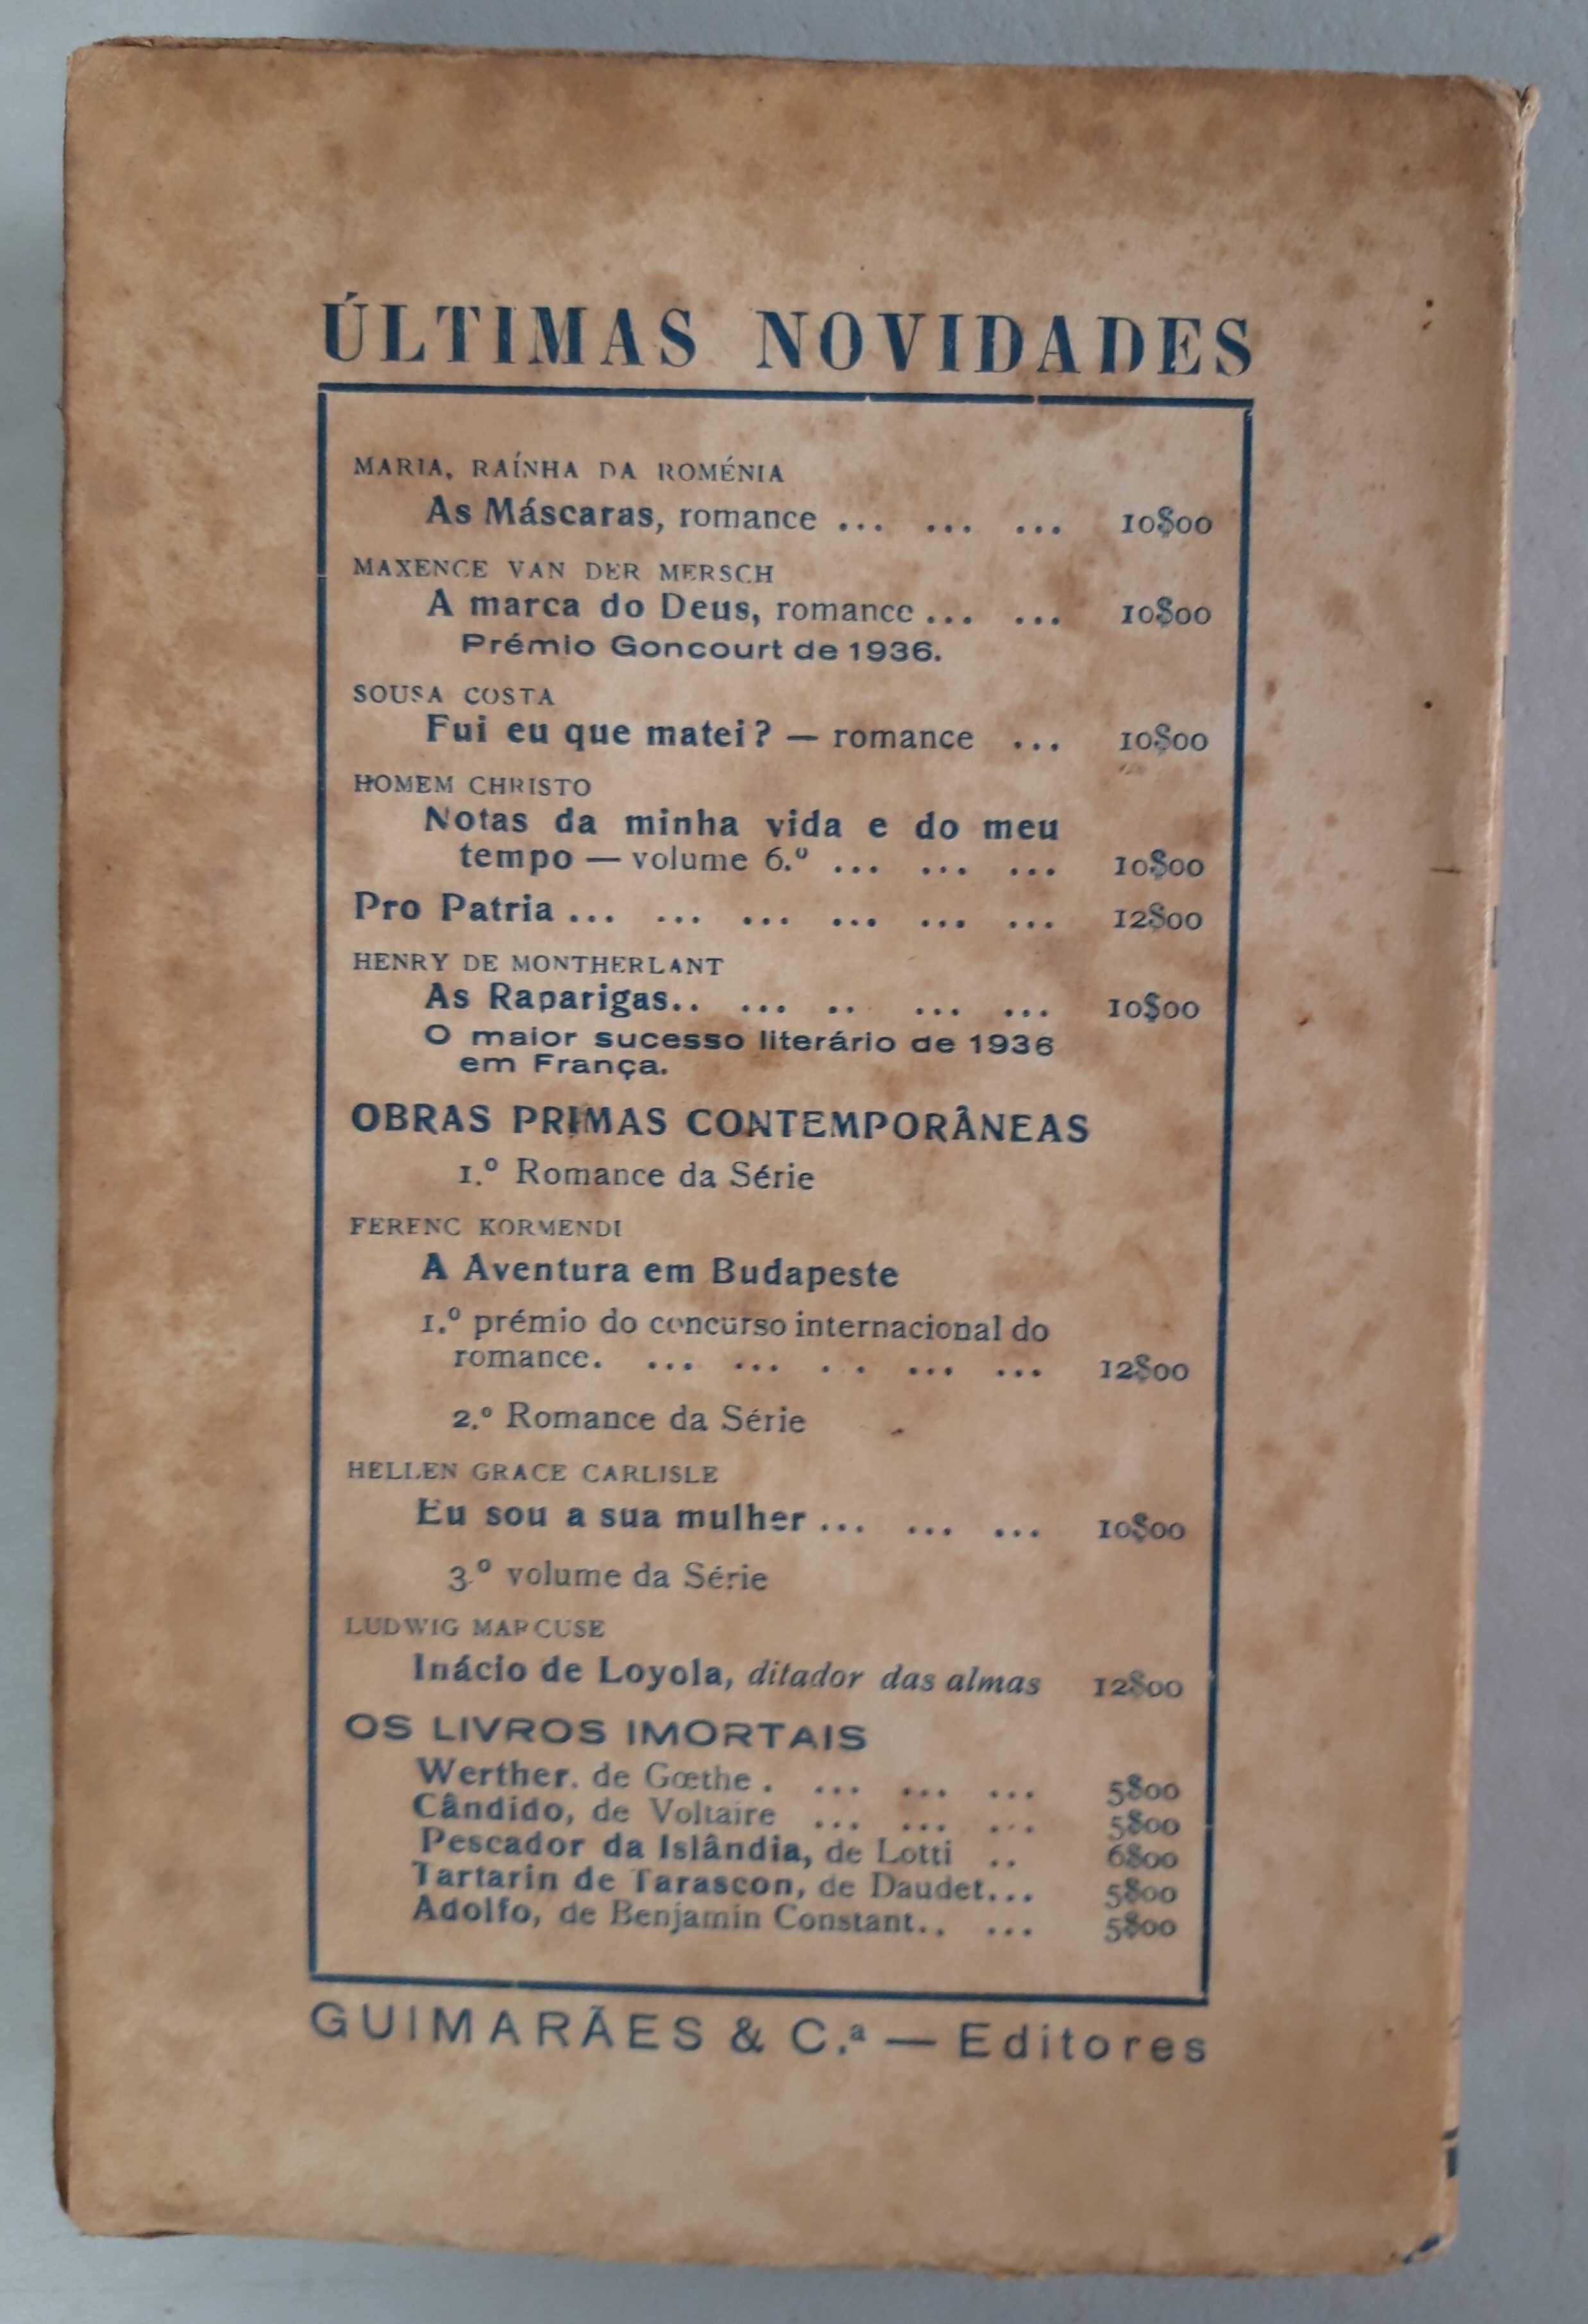 ÚLTIMAS NOVIDADES
MARIA, RAÍNHA DA ROMÉNIA
As Máscaras, romance ... ... ... 10$00
MAXENCE VAN DER MERSCH
A marca do Deus, romance ... ... 10$00
Prémio Goncourt de 1936.
SOUSA COSTA
Fui eu que matei? — romance ... 10$00
HOMEM CHRISTO
Notas da minha vida e do meu
tempo — volume 6.º ... ... ... 10$00
Pro Patria ... ... ... ... ... ... 12$00
HENRY DE MONTHERLANT
As Raparigas.. ... .. ... ... 10$00
O maior sucesso literário de 1936
em França.
OBRAS PRIMAS CONTEMPORÂNEAS
1.º Romance da Série
FERENC KORMENDI
A Aventura em Budapeste
1.º prémio do concurso internacional do
romance. ... ... . . ... ... 12$00
2.º Romance da Série
HELLEN GRACE CARLISLE
Eu sou a sua mulher ... ... ... 10$00
3.º volume da Série
LUDWIG MARCUSE
Inácio de Loyola, ditador das almas 12$00
OS LIVROS IMORTAIS
Werther. de Gœthe . ... ... ... 5$00
Cândido, de Voltaire ... ... ... 5$00
Pescador da Islândia, de Lotti .. 6$00
Tartarin de Tarascon, de Daudet... 5$00
Adolfo, de Benjamin Constant.. ... 5$00
GUIMARÃES & C.ª — Editores